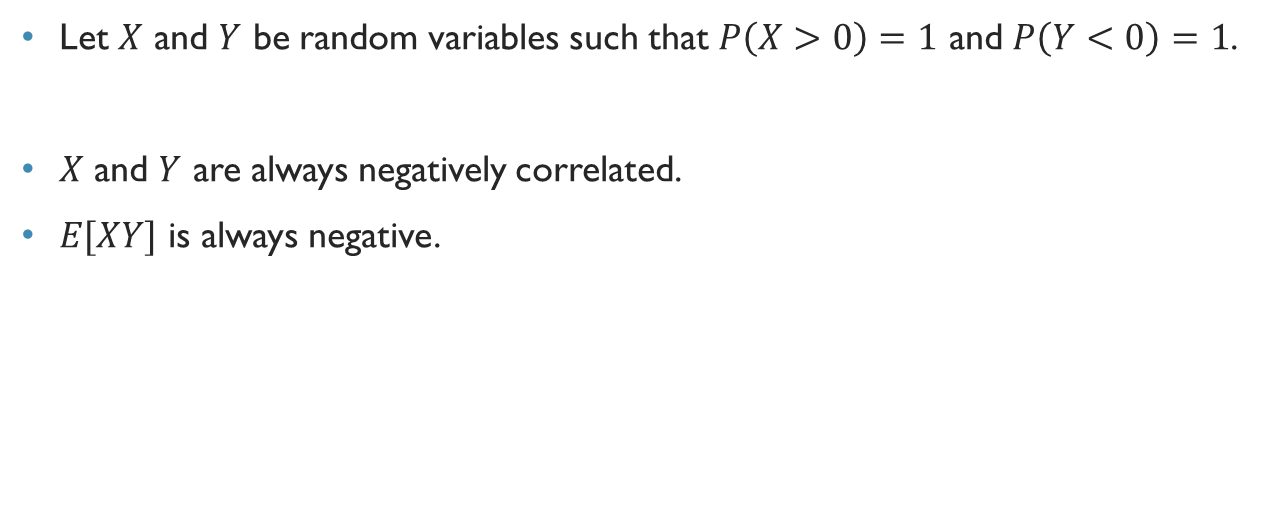 • Let X and Y be random variables such that P(X > 0) = 1 and P(Y < 0) = 1.
• X and Y are always negatively correlated.
• E[XY] is always negative.